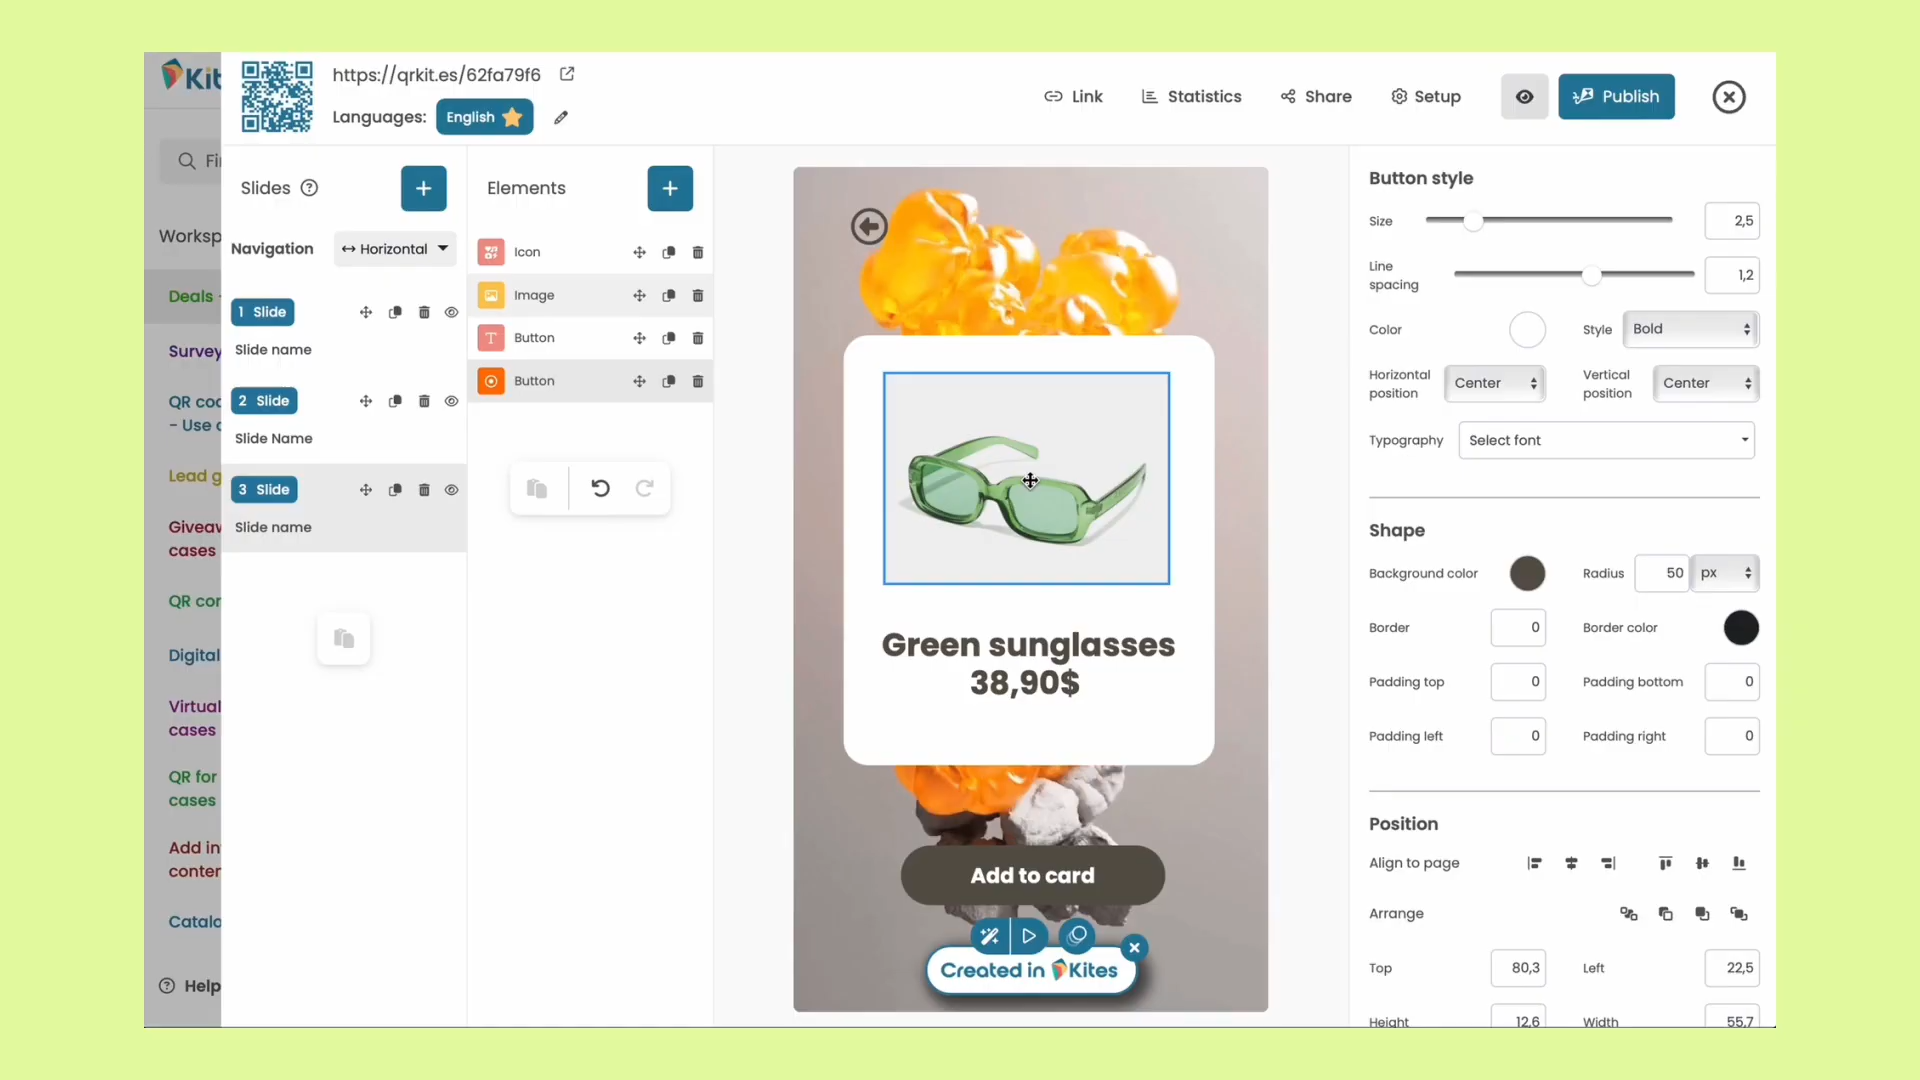 Kit
https://qrkit.es/62fa79f6
Languages: English
Link
Statistics
Share
Setup
Publish
Fi
Worksp
Deals -
Survey
QR coc
- Use c
Lead g
Giveav
cases
QR cor
Digital
Virtual
cases
QR for
cases
Add in
conter
Catalo
Help
Slides
Navigation
Horizontal
1 Slide
Slide name
2 Slide
Slide Name
3 Slide
Slide name
Elements
Icon
Image
Button
Button
Green sunglasses
38,90$
Add to card
Created in Kites
Button style
Size
2,5
Line
spacing
1,2
Color
Style
Bold
Horizontal
position
Center
Vertical
position
Center
Typography
Select font
Shape
Background color
Radius
50
px
Border
0
Border color
Padding top
0
Padding bottom
0
Padding left
0
Padding right
0
Position
Align to page
Arrange
Top
80,3
Left
22,5
Height
12,6
Width
55,7